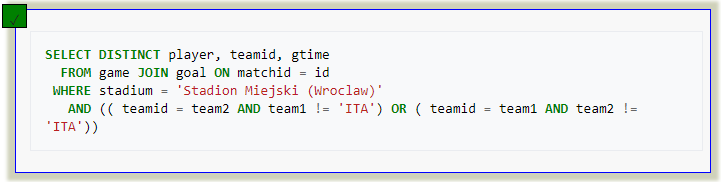 ✓
SELECT DISTINCT player, teamid, gtime
FROM game JOIN goal ON matchid = id
WHERE stadium = 'Stadion Miejski (Wroclaw)'
AND (( teamid = team2 AND team1 != 'ITA') OR ( teamid = team1 AND team2 !=
'ITA'))